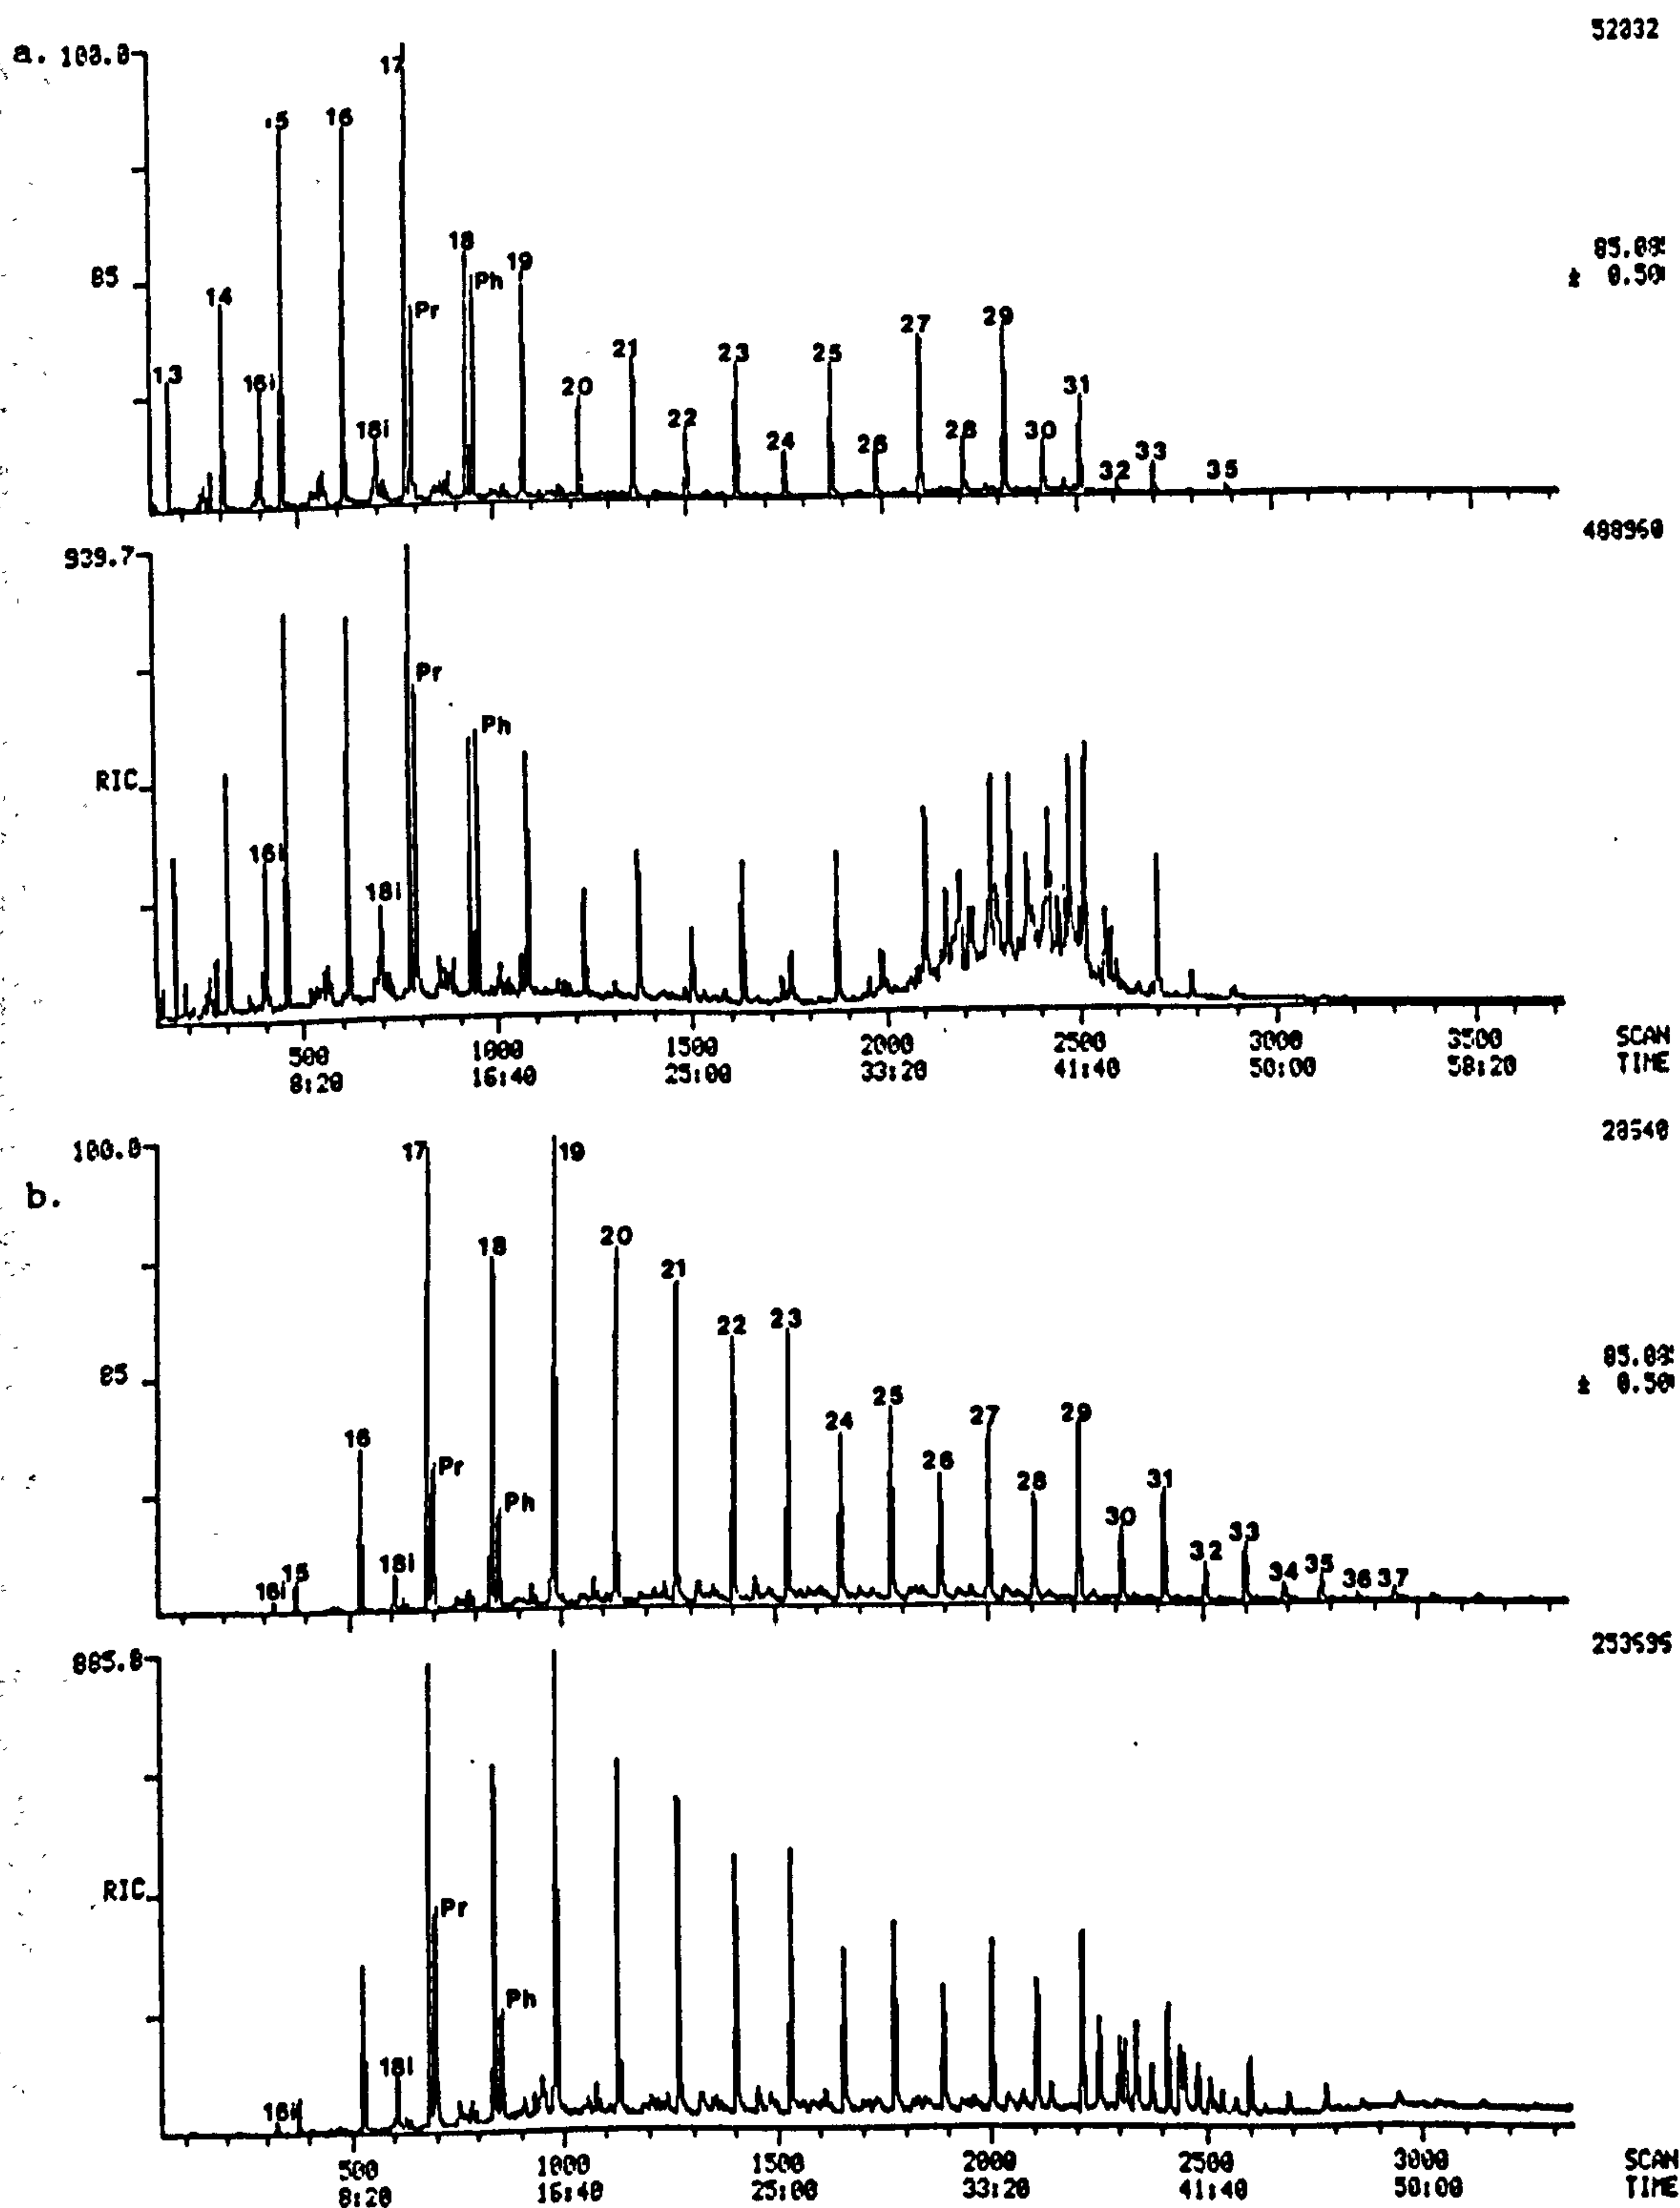 52032
a. 100.0
17
15 16
18
19
Ph
85.08
85
± 0.50
14
Pr
29
27
21 23 25
13 16i
20 31
22
18i
24 26 28 30
32 33 35
488960
939.7
Pr
Ph
RIC
16i
18i
500 1000 1500 2000 2500 3000 3500 SCAN
8:20 16:40 25:00 33:20 41:40 50:00 58:20 TIME
20540
100.0
17 19
b.
20
18
21
22 23
85.08
85
± 0.50
25
24
27 29
16
Pr
26
28
31
Ph
30
33
16i 15 18i
32
34 35 36 37
253696
885.8
RIC
Pr
Ph
18i
16i
500 1000 1500 2000 2500 3000 SCAN
8:20 16:40 25:00 33:20 41:40 50:00 TIME